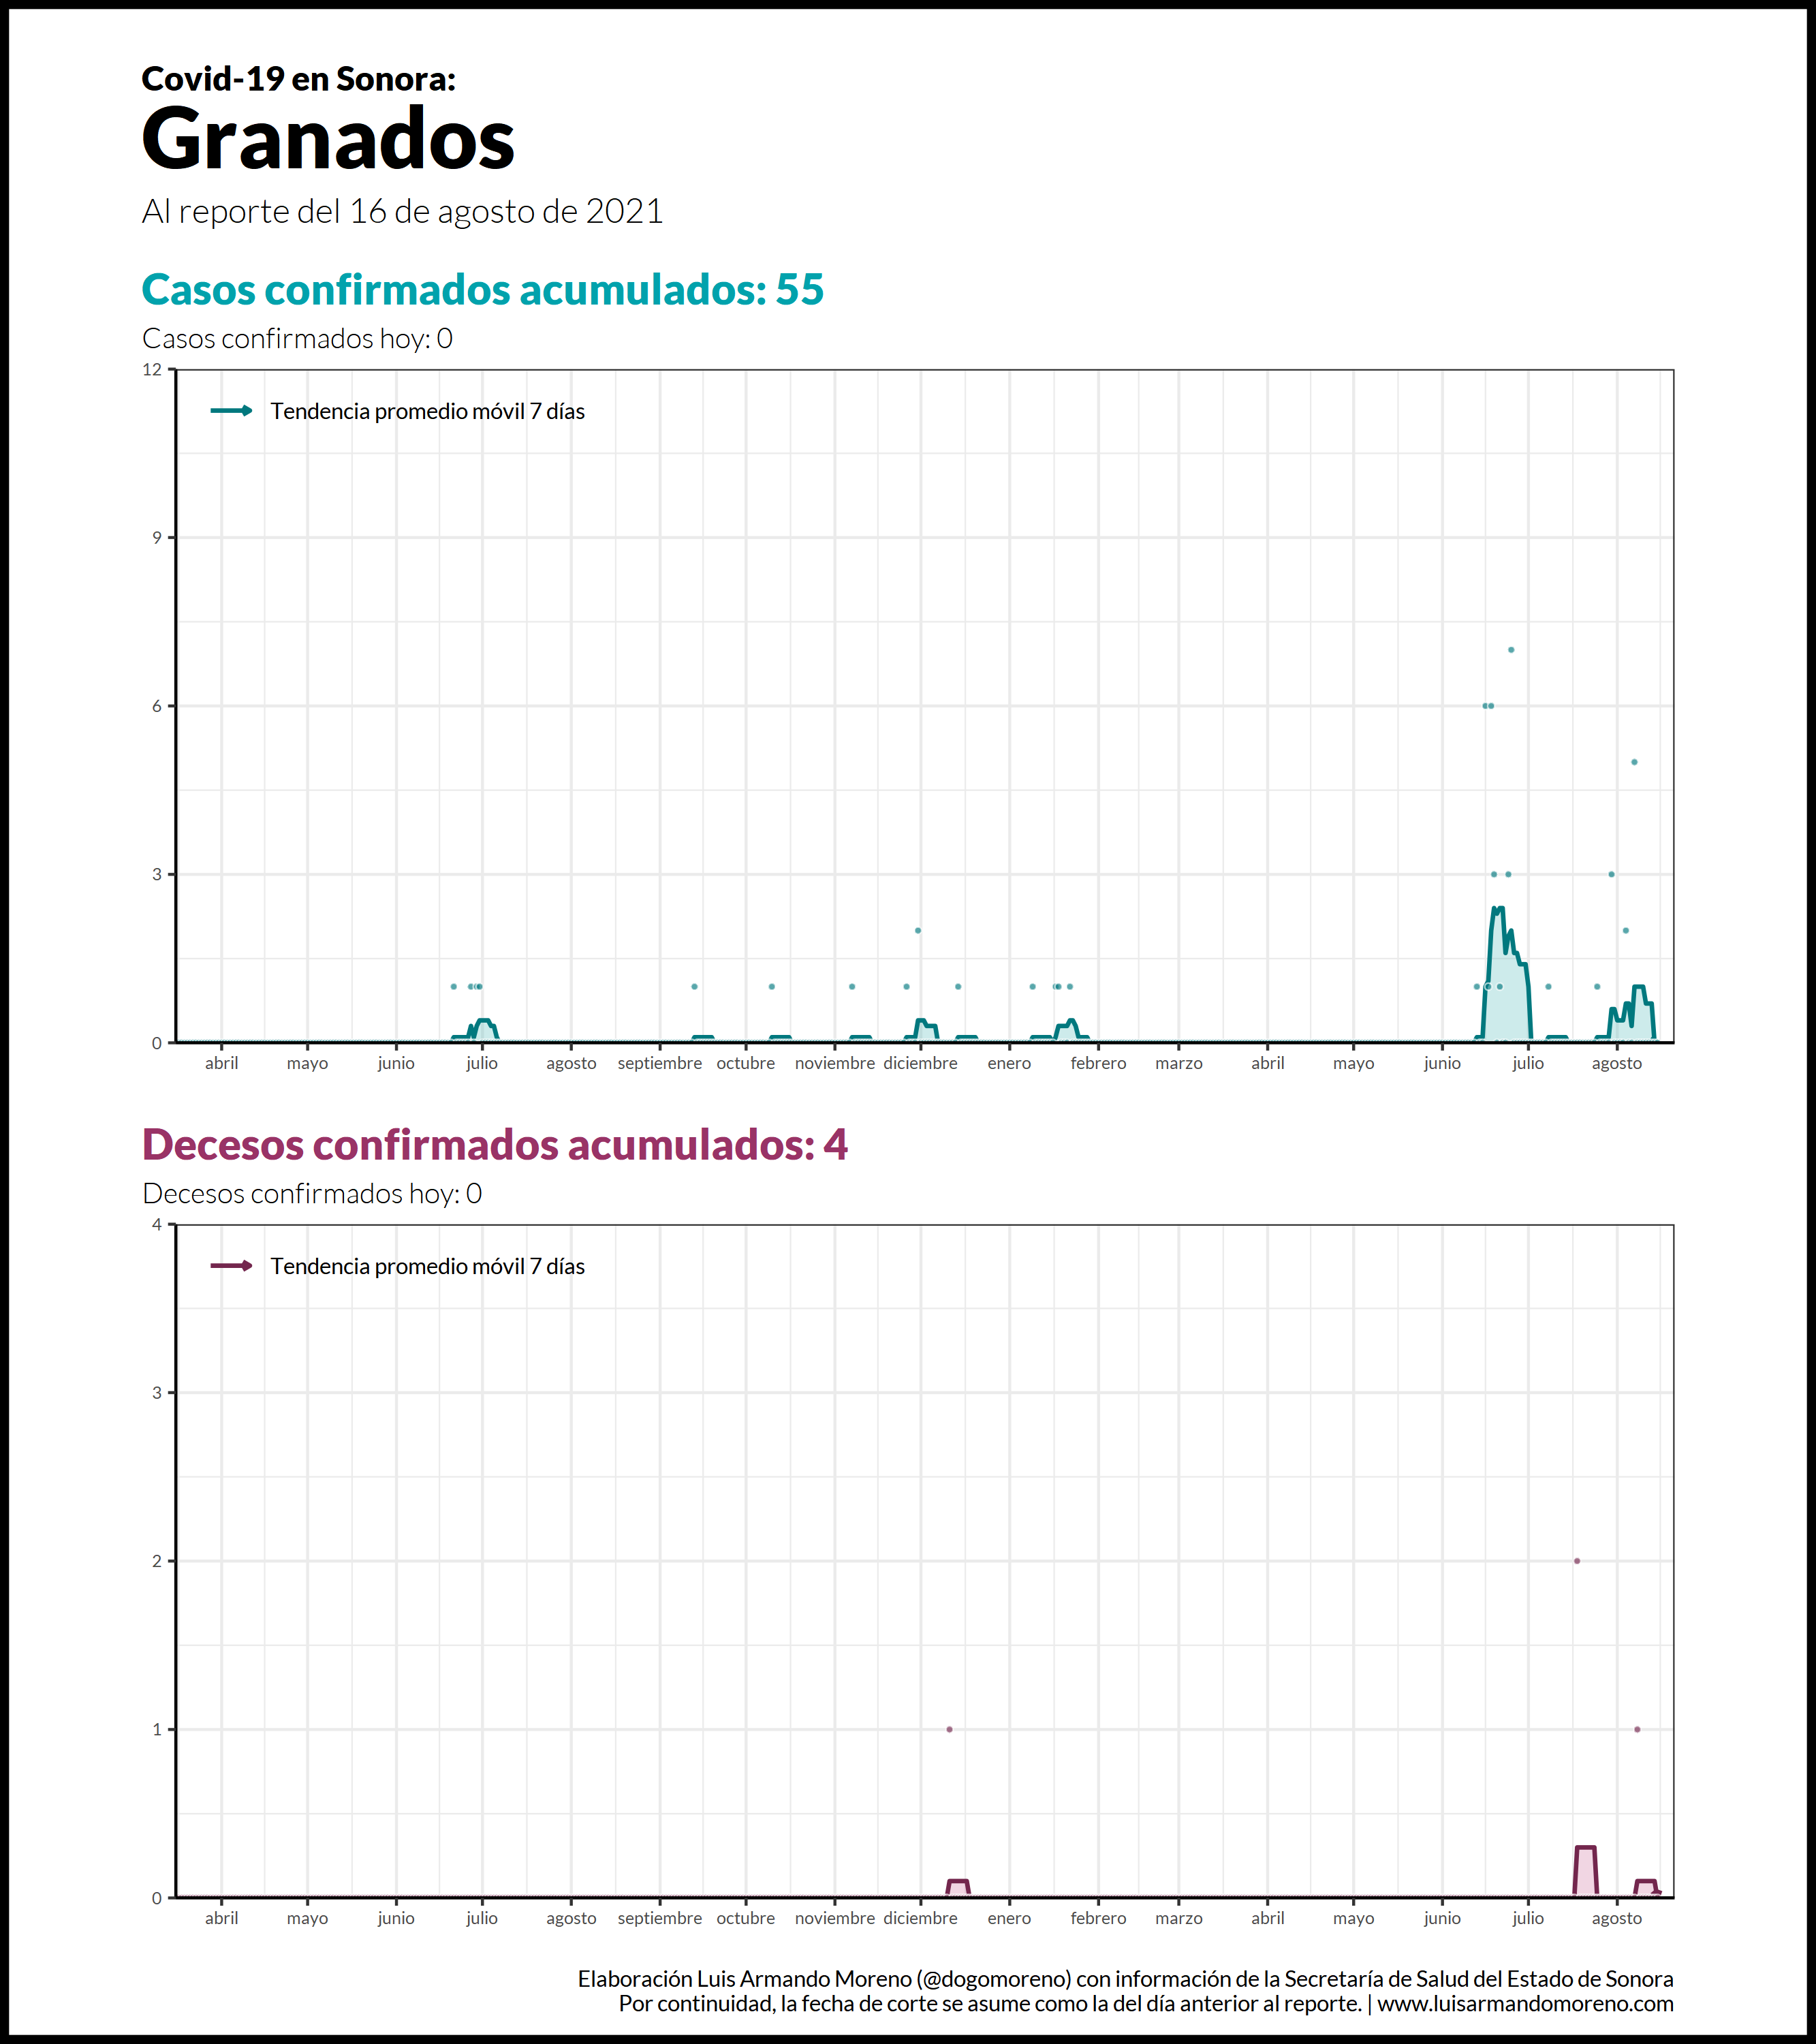 Covid-19 en Sonora:
Granados
Al reporte del 16 de agosto de 2021
Casos confirmados acumulados: 55
Casos confirmados hoy: 0
12
Tendencia promedio móvil 7 días
9
6
3
0
abril mayo junio julio agosto septiembre octubre noviembre diciembre enero febrero marzo abril mayo junio julio agosto
Decesos confirmados acumulados: 4
Decesos confirmados hoy: 0
4
Tendencia promedio móvil 7 días
3
2
1
0
abril mayo junio julio agosto septiembre octubre noviembre diciembre enero febrero marzo abril mayo junio julio agosto
Elaboración Luis Armando Moreno (@dogomoreno) con información de la Secretaría de Salud del Estado de Sonora
Por continuidad, la fecha de corte se asume como la del día anterior al reporte. | www.luisarmandomoreno.com